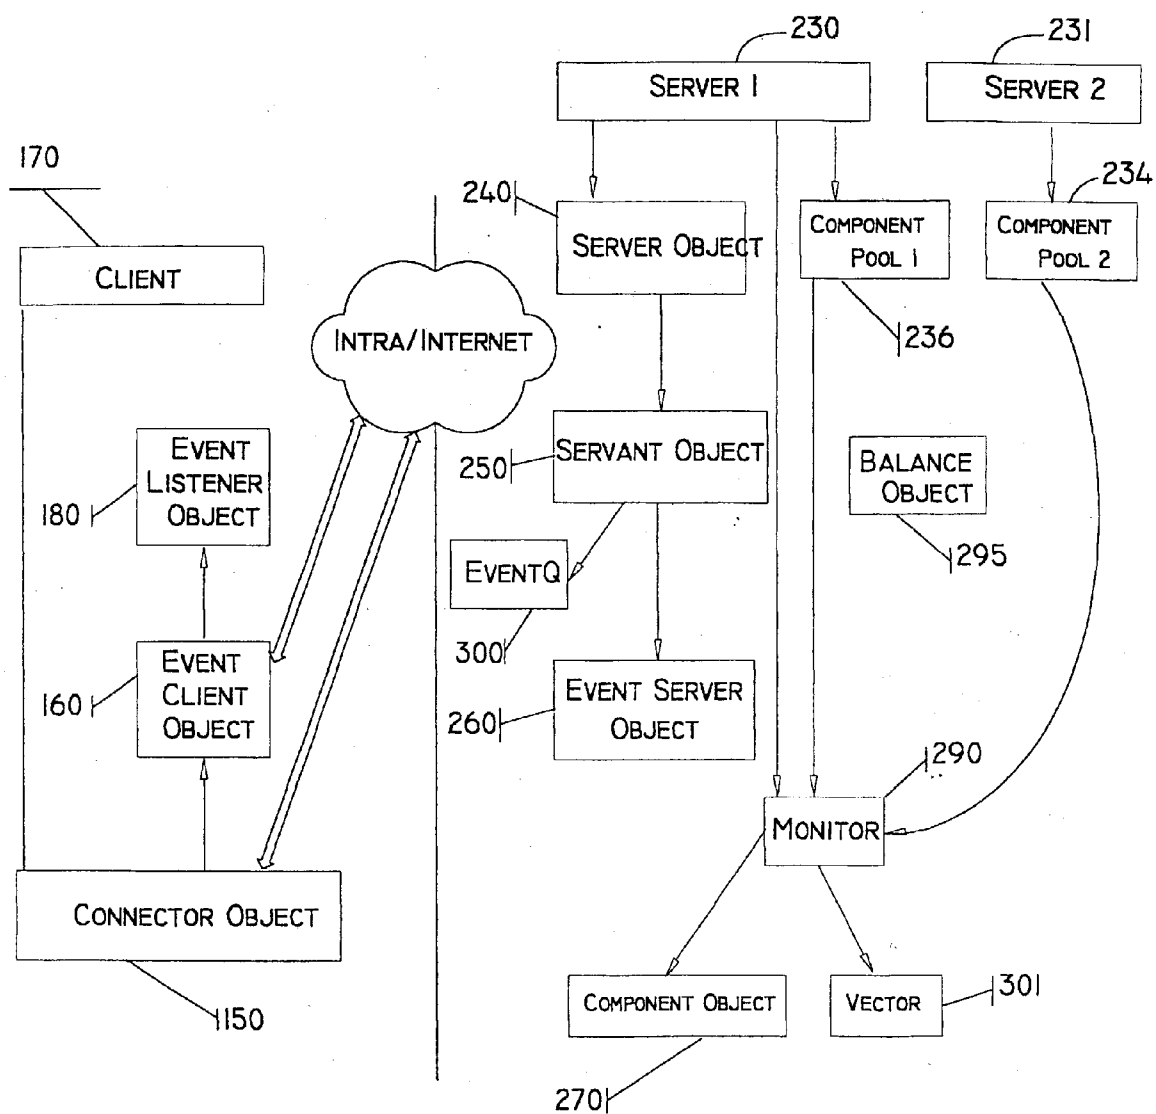 230
231
SERVER 1
SERVER 2
170
240
234
CLIENT
SERVER OBJECT
COMPONENT
POOL 1
COMPONENT
POOL 2
INTRA/INTERNET
236
EVENT
LISTENER
OBJECT
180
SERVANT OBJECT
250
BALANCE
OBJECT
295
EVENTQ
300
EVENT
CLIENT
OBJECT
160
EVENT SERVER
OBJECT
260
290
MONITOR
CONNECTOR OBJECT
1150
COMPONENT OBJECT
VECTOR
301
270